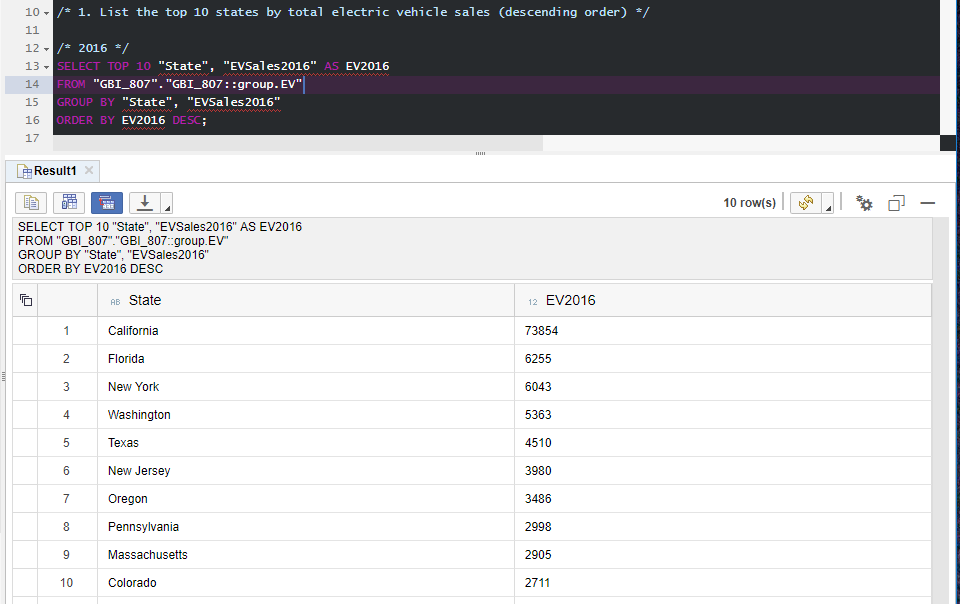 10 /* 1. List the top 10 states by total electric vehicle sales (descending order) */
11
12 /* 2016 */
13 SELECT TOP 10 "State", "EVSales2016" AS EV2016
14 FROM "GBI_807"."GBI_807::group.EV"
15 GROUP BY "State", "EVSales2016"
16 ORDER BY EV2016 DESC;
17
Result1
10 row(s)
SELECT TOP 10 "State", "EVSales2016" AS EV2016
FROM "GBI_807"."GBI_807::group.EV"
GROUP BY "State", "EVSales2016"
ORDER BY EV2016 DESC
AB State 12 EV2016
1 California 73854
2 Florida 6255
3 New York 6043
4 Washington 5363
5 Texas 4510
6 New Jersey 3980
7 Oregon 3486
8 Pennsylvania 2998
9 Massachusetts 2905
10 Colorado 2711